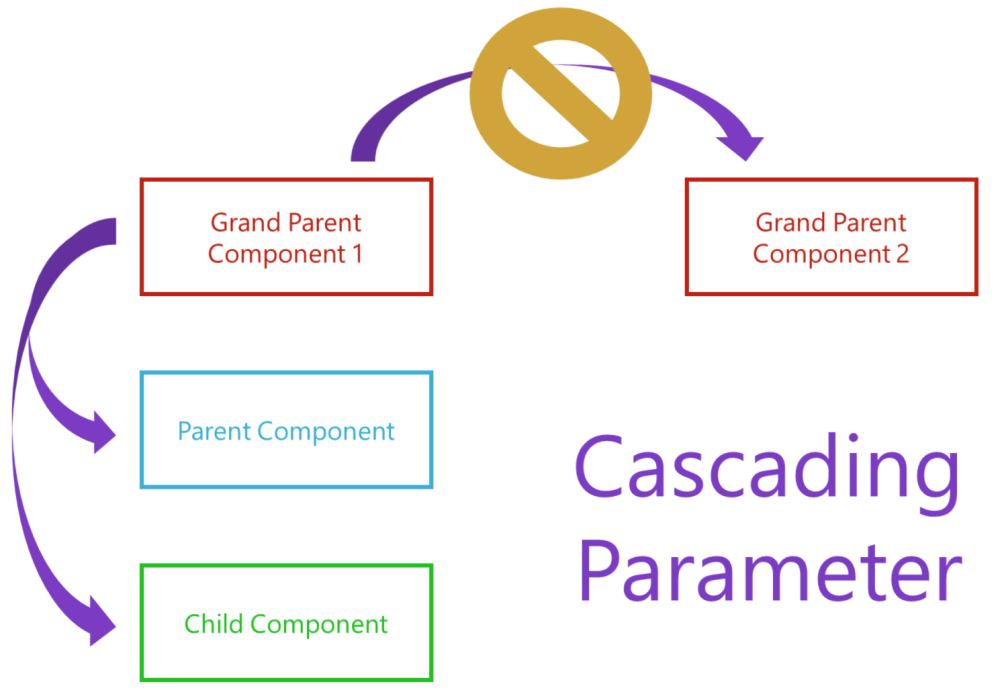 Grand Parent
Component 1
Grand Parent
Component 2
Parent Component
Cascading
Parameter
Child Component